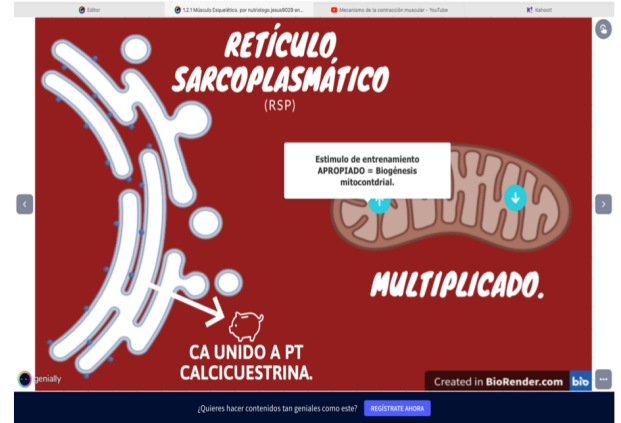 Editor
1.2.1 Músculo Esquelético. por nutriologo.jesus9029 en...
Mecanismo de la contracción muscular - YouTube
K! Kahoot!
RETÍCULO
SARCOPLASMÁTICO
(RSP)
Estimulo de entrenamiento
APROPIADO = Biogénesis
mitocontdrial.
MULTIPLICADO.
CA UNIDO A PT
CALCICUESTRINA.
genially
Created in BioRender.com bio
¿Quieres hacer contenidos tan geniales como este? REGÍSTRATE AHORA